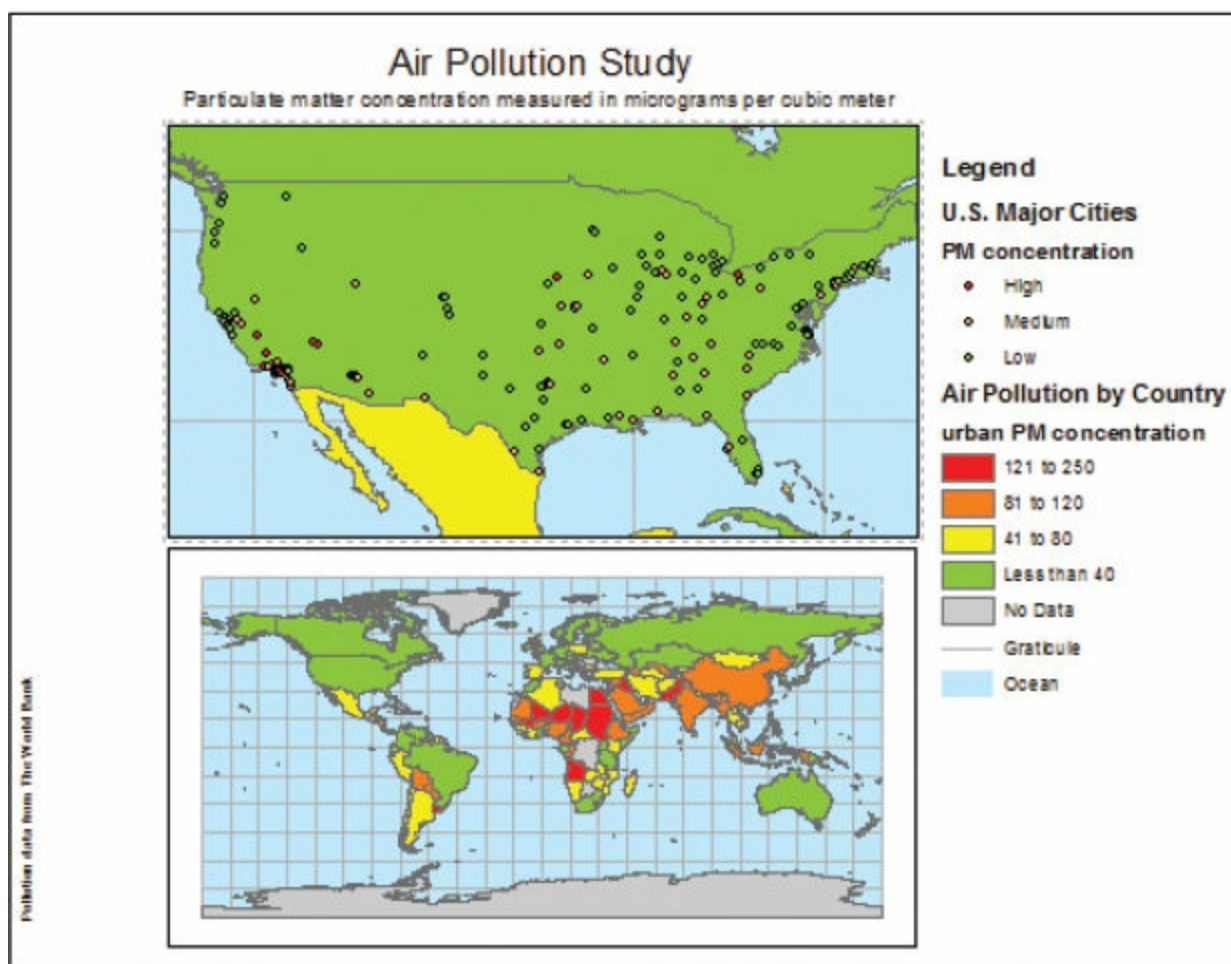 Air Pollution Study
Particulate matter concentration measured in micrograms per cubic meter
Legend
U.S. Major Cities
PM concentration
High
Medium
Low
Air Pollution by Country
urban PM concentration
121 to 250
81 to 120
41 to 80
Less than 40
No Data
Graticule
Ocean
Pollution data from The World Bank